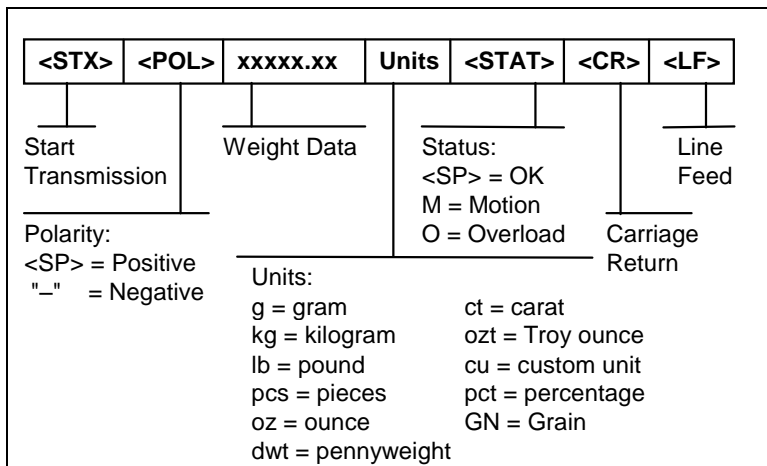 <STX> <POL> xxxxx.xx Units <STAT> <CR> <LF>
Start
Transmission
Weight Data
Status:
<SP> = OK
M = Motion
O = Overload
Line
Feed
Polarity:
<SP> = Positive
"–" = Negative
Carriage
Return
Units:
g = gram
kg = kilogram
lb = pound
pcs = pieces
oz = ounce
dwt = pennyweight
ct = carat
ozt = Troy ounce
cu = custom unit
pct = percentage
GN = Grain